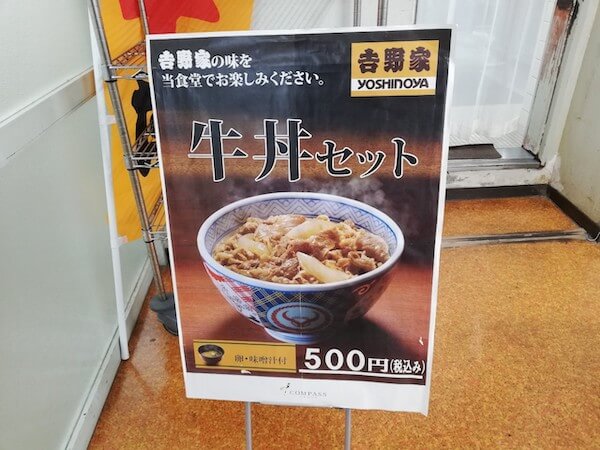 吉野家の味を
当食堂でお楽しみください。
吉野家
YOSHINOYA
牛丼セット
卵・味噌汁付
500円(税込み)
COMPASS